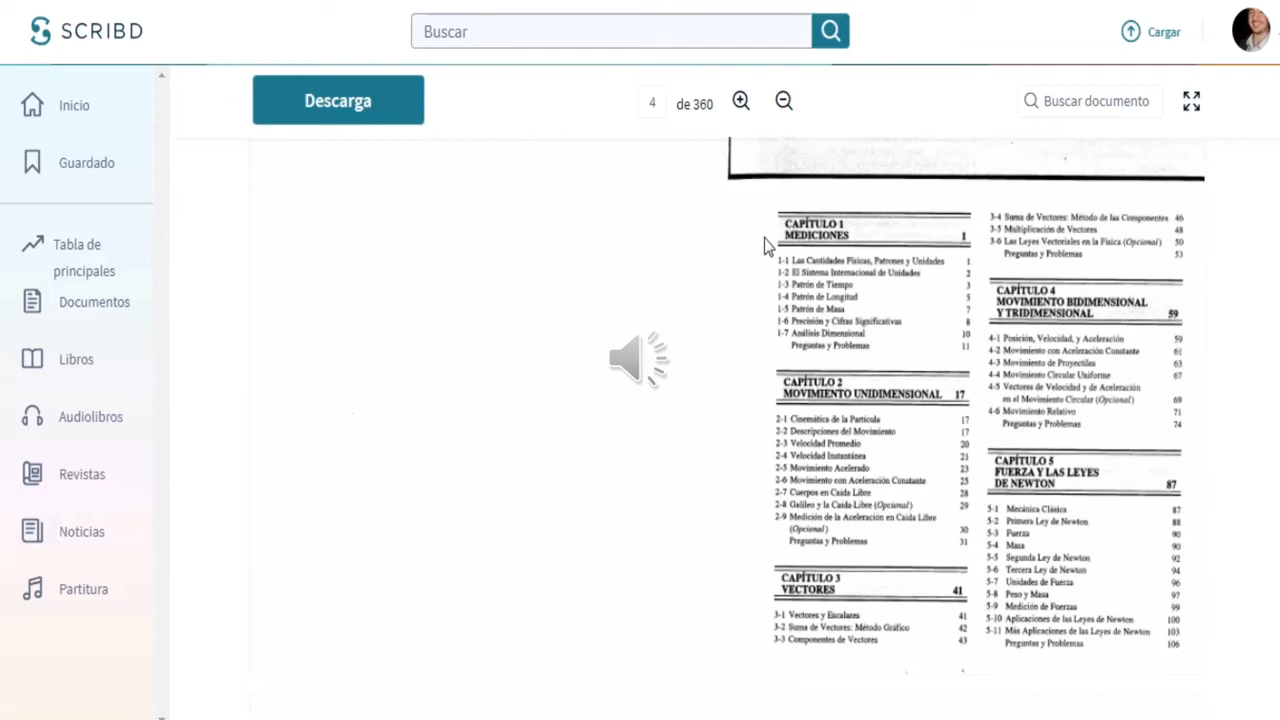 SCRIBD
Buscar
Cargar
Inicio
Guardado
Tabla de
principales
Documentos
Libros
Audiolibros
Revistas
Noticias
Partitura
Descarga
4 de 360
Buscar documento
CAPÍTULO 1
MEDICIONES 1
1-1 Las Cantidades Físicas, Patrones y Unidades 1
1-2 El Sistema Internacional de Unidades 2
1-3 Patrón de Tiempo 3
1-4 Patrón de Longitud 5
1-5 Patrón de Masa 7
1-6 Precisión y Cifras Significativas 8
1-7 Análisis Dimensional 10
Preguntas y Problemas 11
CAPÍTULO 2
MOVIMIENTO UNIDIMENSIONAL 17
2-1 Cinemática de la Partícula 17
2-2 Descripciones del Movimiento 17
2-3 Velocidad Promedio 20
2-4 Velocidad Instantánea 21
2-5 Movimiento Acelerado 23
2-6 Movimiento con Aceleración Constante 25
2-7 Cuerpos en Caída Libre 28
2-8 Galileo y la Caída Libre (Opcional) 29
2-9 Medición de la Aceleración en Caída Libre
(Opcional) 30
Preguntas y Problemas 31
CAPÍTULO 3
VECTORES 41
3-1 Vectores y Escalares 41
3-2 Suma de Vectores: Método Gráfico 42
3-3 Componentes de Vectores 43
3-4 Suma de Vectores: Método de las Componentes 46
3-5 Multiplicación de Vectores 48
3-6 Las Leyes Vectoriales en la Física (Opcional) 50
Preguntas y Problemas 53
CAPÍTULO 4
MOVIMIENTO BIDIMENSIONAL
Y TRIDIMENSIONAL 59
4-1 Posición, Velocidad, y Aceleración 59
4-2 Movimiento con Aceleración Constante 61
4-3 Movimiento de Proyectiles 63
4-4 Movimiento Circular Uniforme 67
4-5 Vectores de Velocidad y de Aceleración
en el Movimiento Circular (Opcional) 69
4-6 Movimiento Relativo 71
Preguntas y Problemas 74
CAPÍTULO 5
FUERZA Y LAS LEYES
DE NEWTON 87
5-1 Mecánica Clásica 87
5-2 Primera Ley de Newton 88
5-3 Fuerza 90
5-4 Masa 90
5-5 Segunda Ley de Newton 92
5-6 Tercera Ley de Newton 94
5-7 Unidades de Fuerza 96
5-8 Peso y Masa 97
5-9 Medición de Fuerzas 99
5-10 Aplicaciones de las Leyes de Newton 100
5-11 Más Aplicaciones de las Leyes de Newton 103
Preguntas y Problemas 106